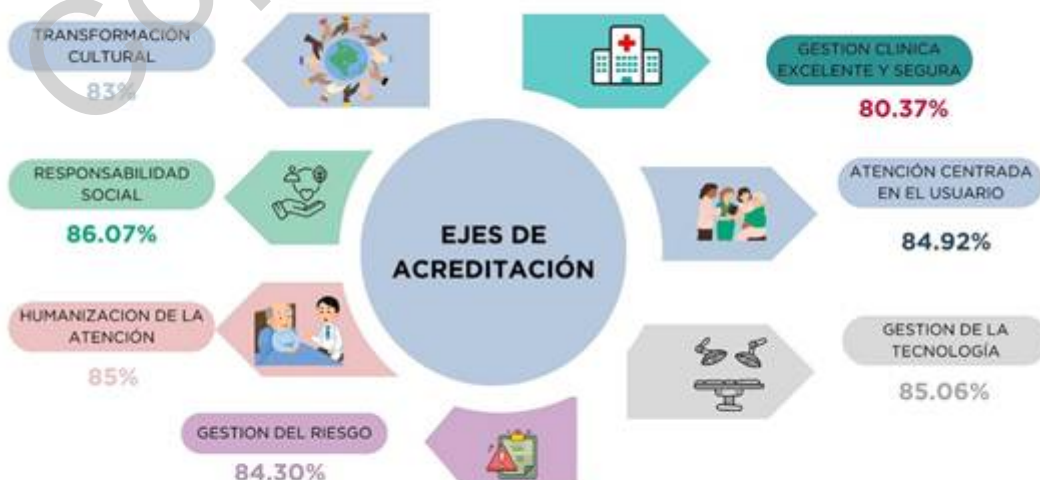 TRANSFORMACIÓN
CULTURAL
83%
GESTION CLINICA
EXCELENTE Y SEGURA
80.37%
RESPONSABILIDAD
SOCIAL
86.07%
ATENCIÓN CENTRADA
EN EL USUARIO
84.92%
EJES DE
ACREDITACIÓN
HUMANIZACION DE LA
ATENCIÓN
85%
GESTION DE LA
TECNOLOGÍA
85.06%
GESTION DEL RIESGO
84.30%